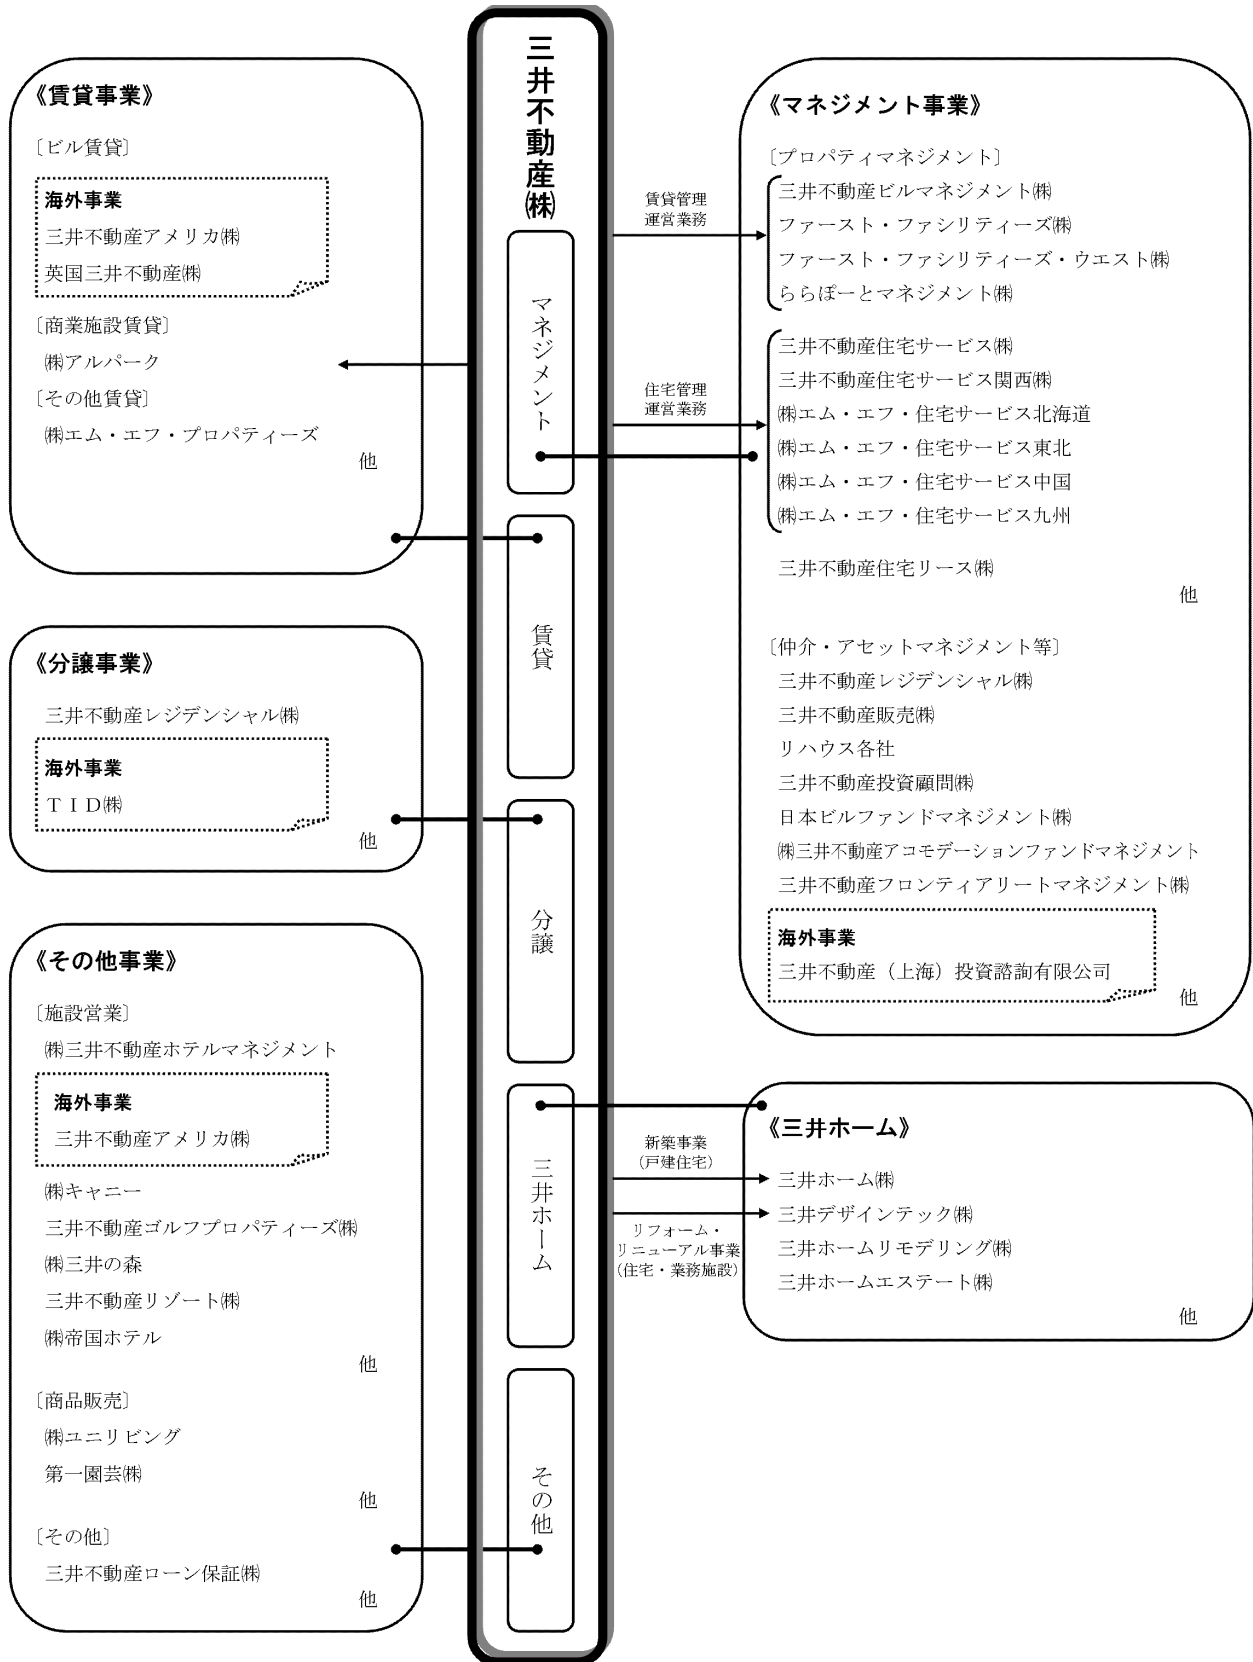 三井不動産㈱
マネジメント
賃貸
分譲
三井ホーム
その他
《賃貸事業》
〔ビル賃貸〕
海外事業
三井不動産アメリカ㈱
英国三井不動産㈱
〔商業施設賃貸〕
㈱アルパーク
〔その他賃貸〕
㈱エム・エフ・プロパティーズ
他
《分譲事業》
三井不動産レジデンシャル㈱
海外事業
ＴＩＤ㈱
他
《その他事業》
〔施設営業〕
㈱三井不動産ホテルマネジメント
海外事業
三井不動産アメリカ㈱
㈱キャニー
三井不動産ゴルフプロパティーズ㈱
㈱三井の森
三井不動産リゾート㈱
㈱帝国ホテル
他
〔商品販売〕
㈱ユニリビング
第一園芸㈱
他
〔その他〕
三井不動産ローン保証㈱
他
賃貸管理
運営業務
住宅管理
運営業務
《マネジメント事業》
〔プロパティマネジメント〕
三井不動産ビルマネジメント㈱
ファースト・ファシリティーズ㈱
ファースト・ファシリティーズ・ウエスト㈱
ららぽーとマネジメント㈱
三井不動産住宅サービス㈱
三井不動産住宅サービス関西㈱
㈱エム・エフ・住宅サービス北海道
㈱エム・エフ・住宅サービス東北
㈱エム・エフ・住宅サービス中国
㈱エム・エフ・住宅サービス九州
三井不動産住宅リース㈱
他
〔仲介・アセットマネジメント等〕
三井不動産レジデンシャル㈱
三井不動産販売㈱
リハウス各社
三井不動産投資顧問㈱
日本ビルファンドマネジメント㈱
㈱三井不動産アコモデーションファンドマネジメント
三井不動産フロンティアリートマネジメント㈱
海外事業
三井不動産（上海）投資諮詢有限公司
他
新築事業
（戸建住宅）
リフォーム・
リニューアル事業
（住宅・業務施設）
《三井ホーム》
三井ホーム㈱
三井デザインテック㈱
三井ホームリモデリング㈱
三井ホームエステート㈱
他